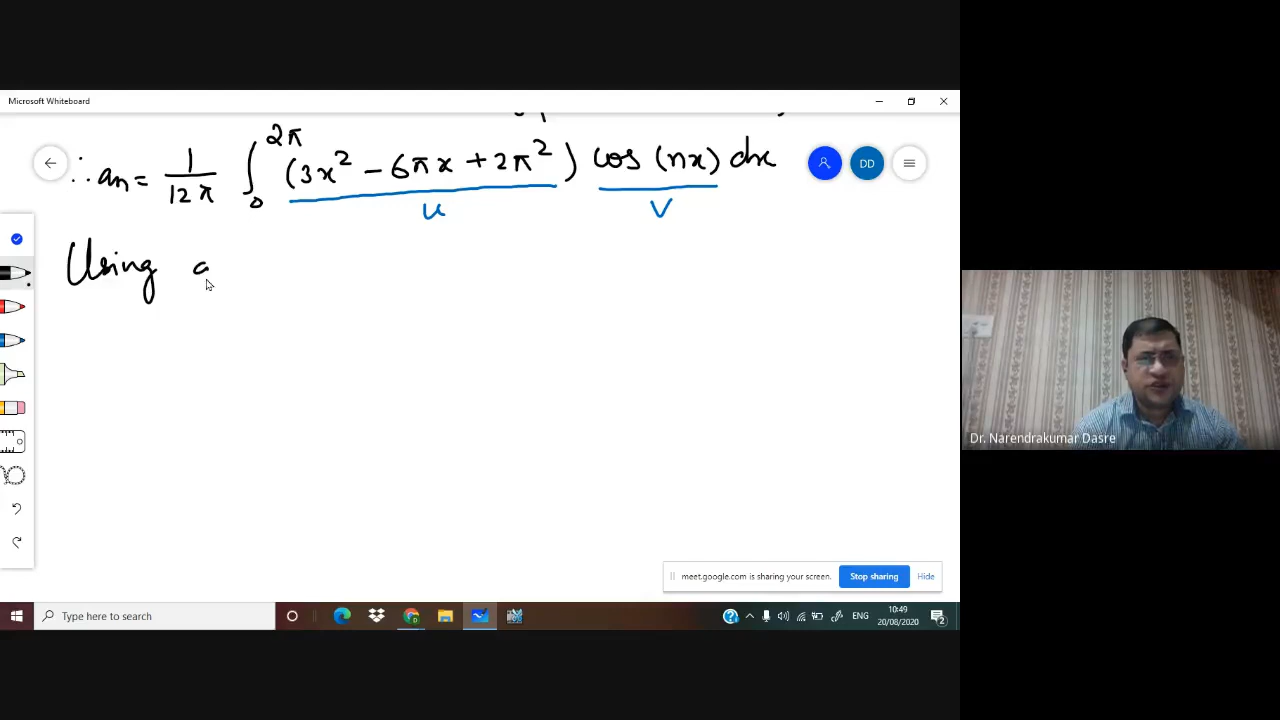 Microsoft Whiteboard
∴ an = 1/12π ∫₀^2π (3x² − 6πx + 2π²) cos (nx) dx
DD
u
v
Using a
Dr. Narendrakumar Dasre
meet.google.com is sharing your screen.
Stop sharing
Hide
Type here to search
ENG
10:49
20/08/2020
2